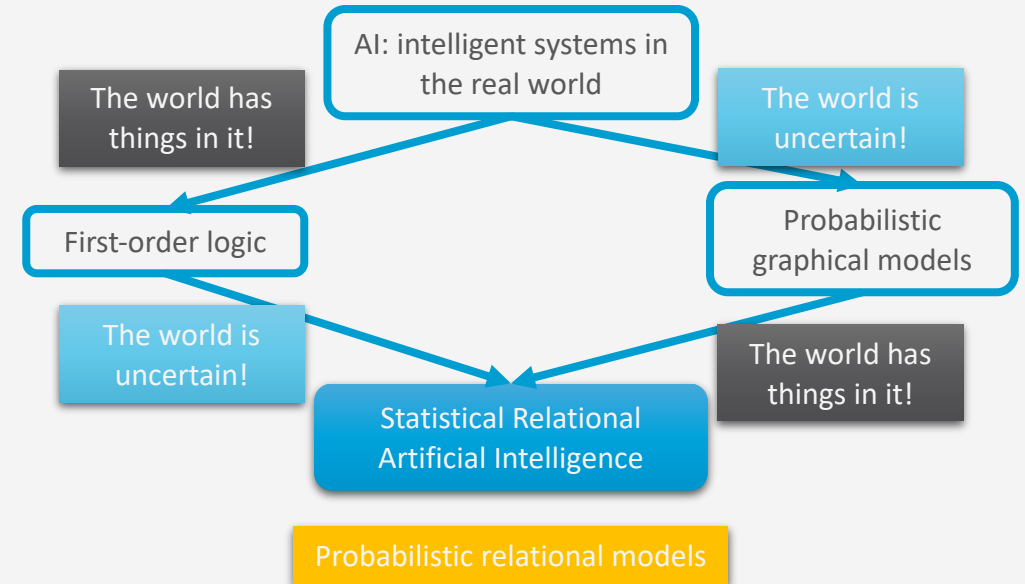 AI: intelligent systems in
the real world
The world has
things in it!
The world is
uncertain!
First-order logic
Probabilistic
graphical models
The world is
uncertain!
The world has
things in it!
Statistical Relational
Artificial Intelligence
Probabilistic relational models